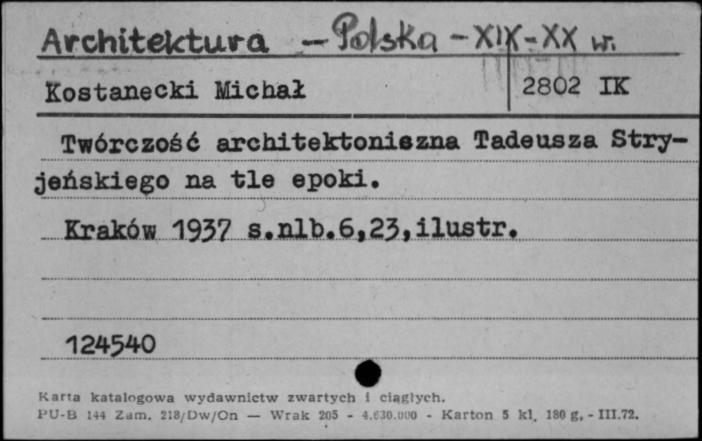 Architektura – Polska – XIX – XX w.
Kostanecki Michał 2802 IK
Twórczość architektoniszna Tadeusza Stry-
jeńskiego na tle epoki.
Kraków 1937 s.nlb.6,23,ilustr.
124540
Karta katalogowa wydawnictw zwartych i ciągłych.
PU-B 144 Zam. 218/Dw/On — Wrak 205 - 4.630.000 - Karton 5 kl, 180 g, - III.72.